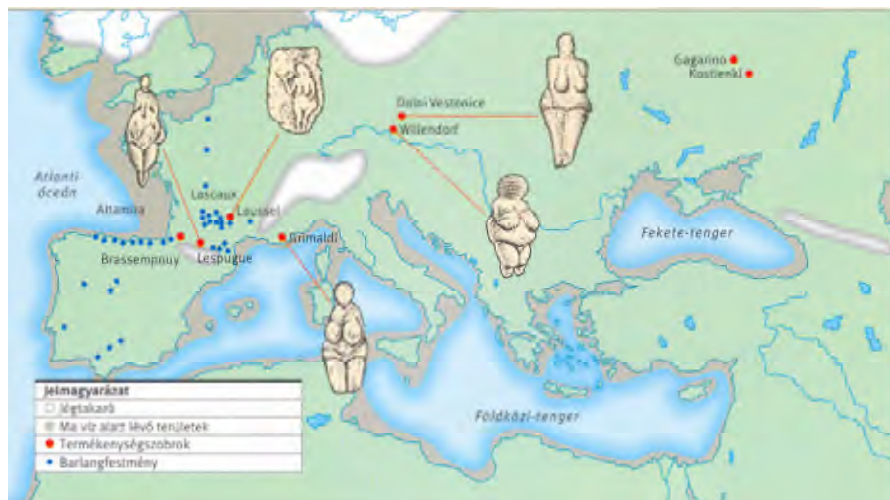 Gagarino
Kostienki
Dolni Vestonice
Willendorf
Atlanti
óceán
Lascaux
Altamira
Laussel
Grimaldi
Brassempouy
Lespugue
Fekete-tenger
Földközi-tenger
Jelmagyarázat
Jégtakaró
Ma víz alatt lévő területek
Termékenységszobrok
Barlangfestmény